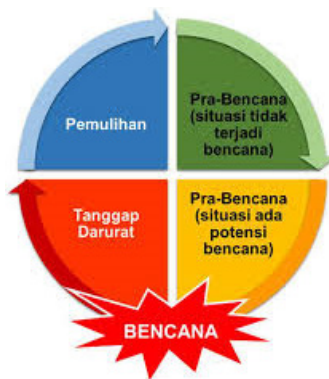 Pemulihan
Pra-Bencana
(situasi tidak
terjadi
bencana)
Tanggap
Darurat
Pra-Bencana
(situasi ada
potensi
bencana)
BENCANA